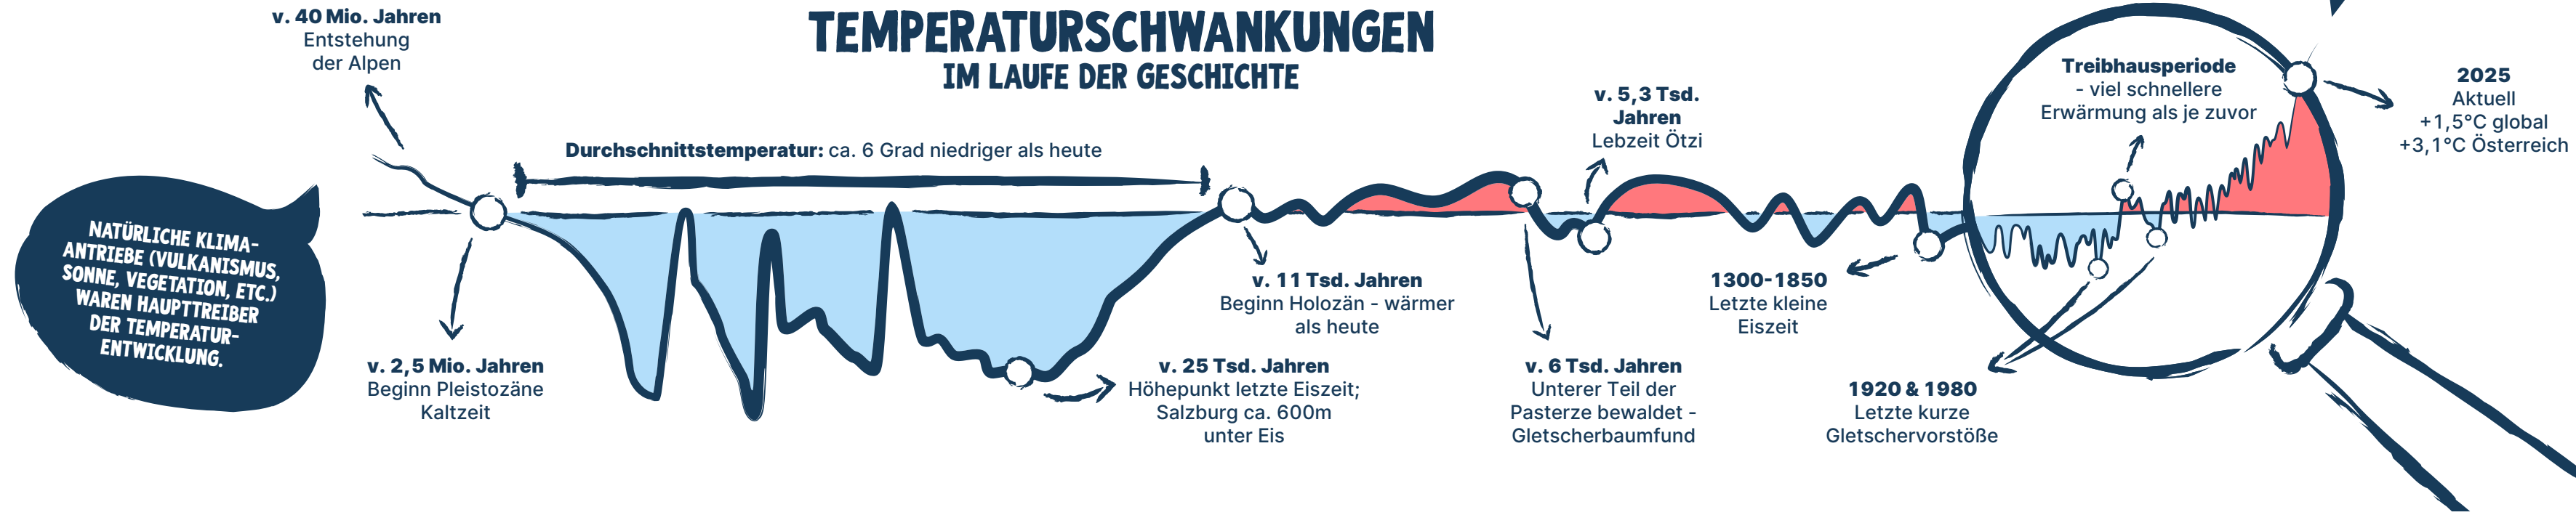 TEMPERATURSCHWANKUNGEN
IM LAUFE DER GESCHICHTE
NATÜRLICHE KLIMA-
ANTRIEBE (VULKANISMUS,
SONNE, VEGETATION, ETC.)
WAREN HAUPTTREIBER
DER TEMPERATUR-
ENTWICKLUNG.
v. 40 Mio. Jahren
Entstehung
der Alpen
v. 2,5 Mio. Jahren
Beginn Pleistozäne
Kaltzeit
Durchschnittstemperatur: ca. 6 Grad niedriger als heute
v. 25 Tsd. Jahren
Höhepunkt letzte Eiszeit;
Salzburg ca. 600m
unter Eis
v. 11 Tsd. Jahren
Beginn Holozän - wärmer
als heute
v. 6 Tsd. Jahren
Unterer Teil der
Pasterze bewaldet -
Gletscherbaumfund
v. 5,3 Tsd.
Jahren
Lebzeit Ötzi
1300-1850
Letzte kleine
Eiszeit
1920 & 1980
Letzte kurze
Gletschervorstöße
Treibhausperiode
- viel schnellere
Erwärmung als je zuvor
2025
Aktuell
+1,5°C global
+3,1°C Österreich